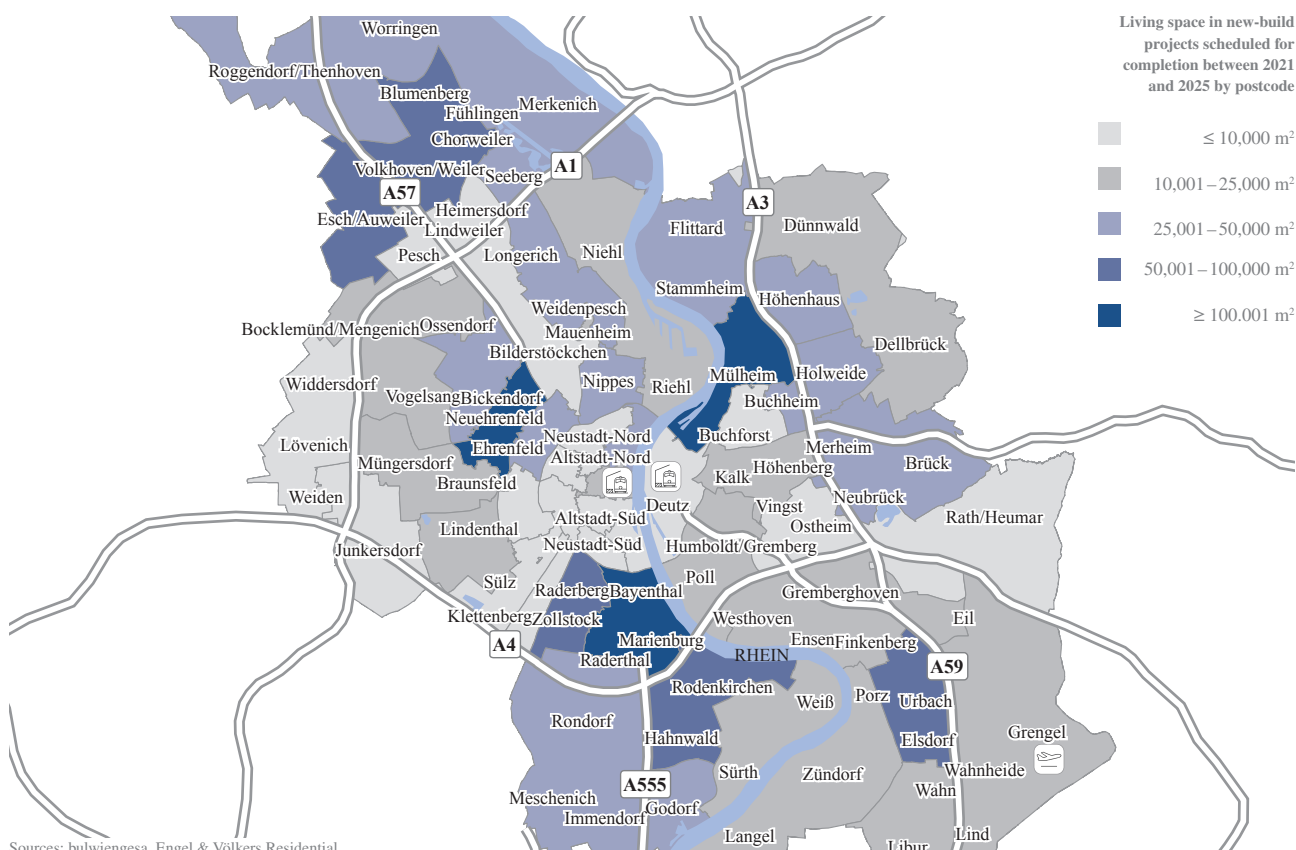 Living space in new-build
projects scheduled for
completion between 2021
and 2025 by postcode
≤ 10,000 m²
10,001–25,000 m²
25,001–50,000 m²
50,001–100,000 m²
≥ 100.001 m²
Worringen
Roggendorf/Thenhoven
Blumenberg
Fühlingen
Merkenich
Chorweiler
Volkhoven/Weiler
Seeberg
A1
A57
A3
Esch/Auweiler
Heimersdorf
Lindweiler
Pesch
Longerich
Niehl
Flittard
Dünnwald
Stammheim
Höhenhaus
Weidenpesch
Mauenheim
Bocklemünd/Mengenich
Ossendorf
Bilderstöckchen
Dellbrück
Widdersdorf
Vogelsang
Bickendorf
Nippes
Riehl
Mülheim
Holweide
Buchheim
Neuehrenfeld
Neustadt-Nord
Buchforst
Lövenich
Ehrenfeld
Altstadt-Nord
Merheim
Müngersdorf
Höhenberg
Brück
Braunsfeld
Kalk
Weiden
Deutz
Vingst
Neubrück
Lindenthal
Altstadt-Süd
Ostheim
Rath/Heumar
Junkersdorf
Neustadt-Süd
Humboldt/Gremberg
Sülz
Raderberg
Bayenthal
Poll
Gremberghoven
Klettenberg
Zollstock
Westhoven
Eil
A4
Marienburg
Ensen
Finkenberg
Raderthal
RHEIN
A59
Rodenkirchen
Weiß
Porz
Urbach
Rondorf
Hahnwald
Elsdorf
Grengel
Sürth
Zündorf
Wahnheide
A555
Wahn
Meschenich
Godorf
Immendorf
Langel
Lind
Libur
Sources: bulwiengesa, Engel & Völkers Residential